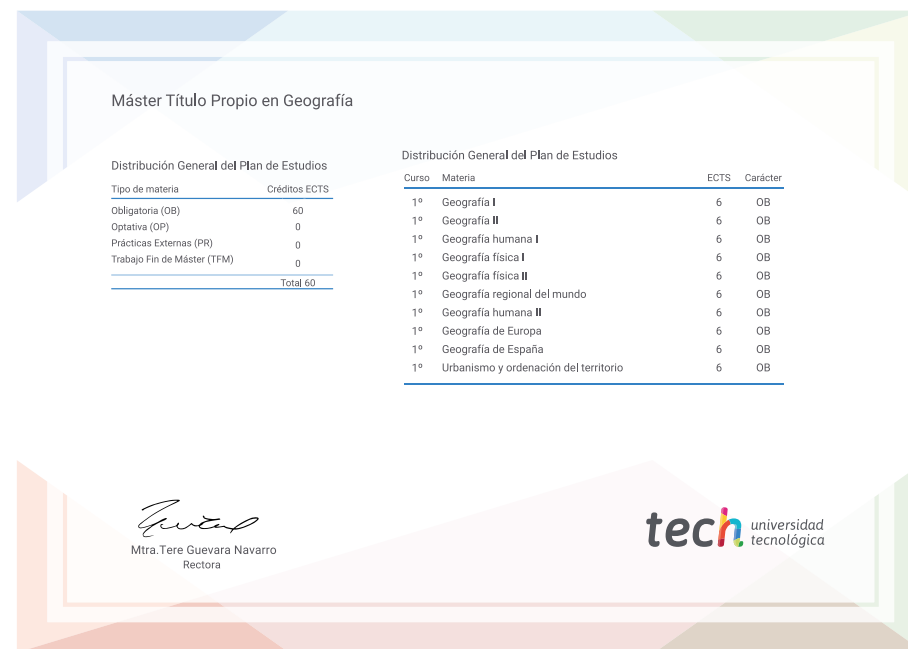 Máster Título Propio en Geografía
Distribución General del Plan de Estudios
Tipo de materia Créditos ECTS
Obligatoria (OB) 60
Optativa (OP) 0
Prácticas Externas (PR) 0
Trabajo Fin de Máster (TFM) 0
Total 60
Distribución General del Plan de Estudios
Curso Materia ECTS Carácter
1º Geografía I 6 OB
1º Geografía II 6 OB
1º Geografía humana I 6 OB
1º Geografía física I 6 OB
1º Geografía física II 6 OB
1º Geografía regional del mundo 6 OB
1º Geografía humana II 6 OB
1º Geografía de Europa 6 OB
1º Geografía de España 6 OB
1º Urbanismo y ordenación del territorio 6 OB
Mtra.Tere Guevara Navarro
Rectora
tech universidad
tecnológica